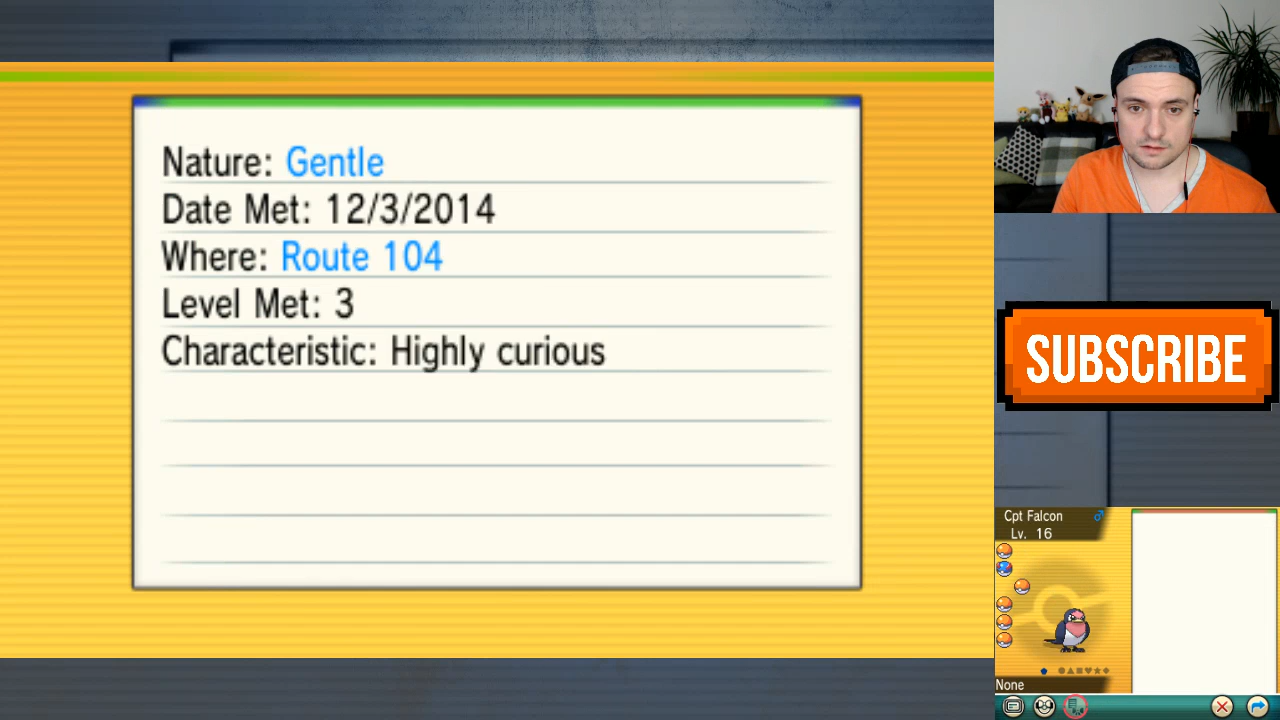 Nature: Gentle
Date Met: 12/3/2014
Where: Route 104
Level Met: 3
Characteristic: Highly curious
SUBSCRIBE
Cpt Falcon ♂
Lv. 16
None